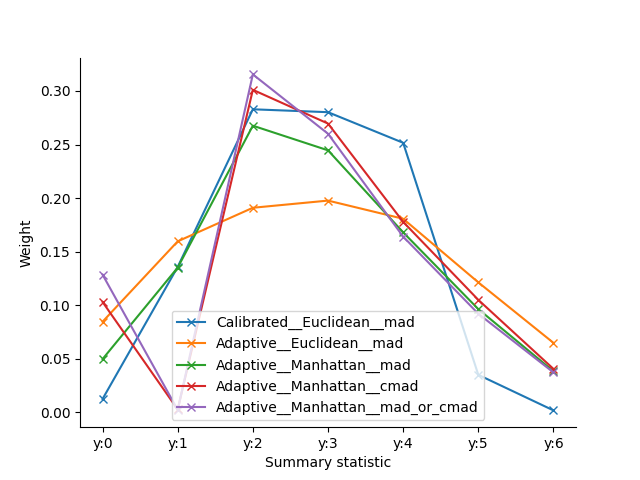 0.30
0.25
0.20
0.15
0.10
0.05
0.00
Weight
y:0 y:1 y:2 y:3 y:4 y:5 y:6
Summary statistic
Calibrated__Euclidean__mad
Adaptive__Euclidean__mad
Adaptive__Manhattan__mad
Adaptive__Manhattan__cmad
Adaptive__Manhattan__mad_or_cmad